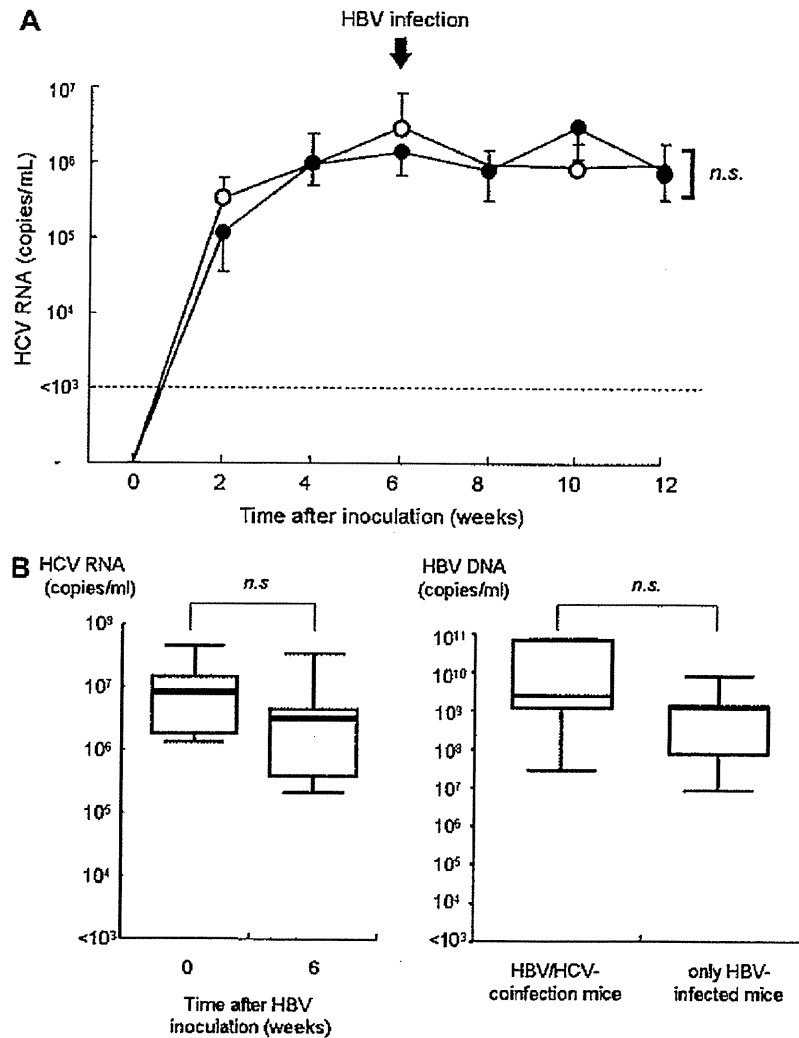 A
HBV infection
HCV RNA (copies/mL)
10⁷
10⁶
10⁵
10⁴
<10³
-
0 2 4 6 8 10 12
Time after inoculation (weeks)
n.s.
B
HCV RNA
(copies/ml)
n.s
10⁹
10⁷
10⁶
10⁵
10⁴
<10³
0 6
Time after HBV
inoculation (weeks)
HBV DNA
(copies/ml)
n.s.
10¹¹
10¹⁰
10⁹
10⁸
10⁷
10⁶
10⁵
10⁴
<10³
HBV/HCV-
coinfection mice
only HBV-
infected mice